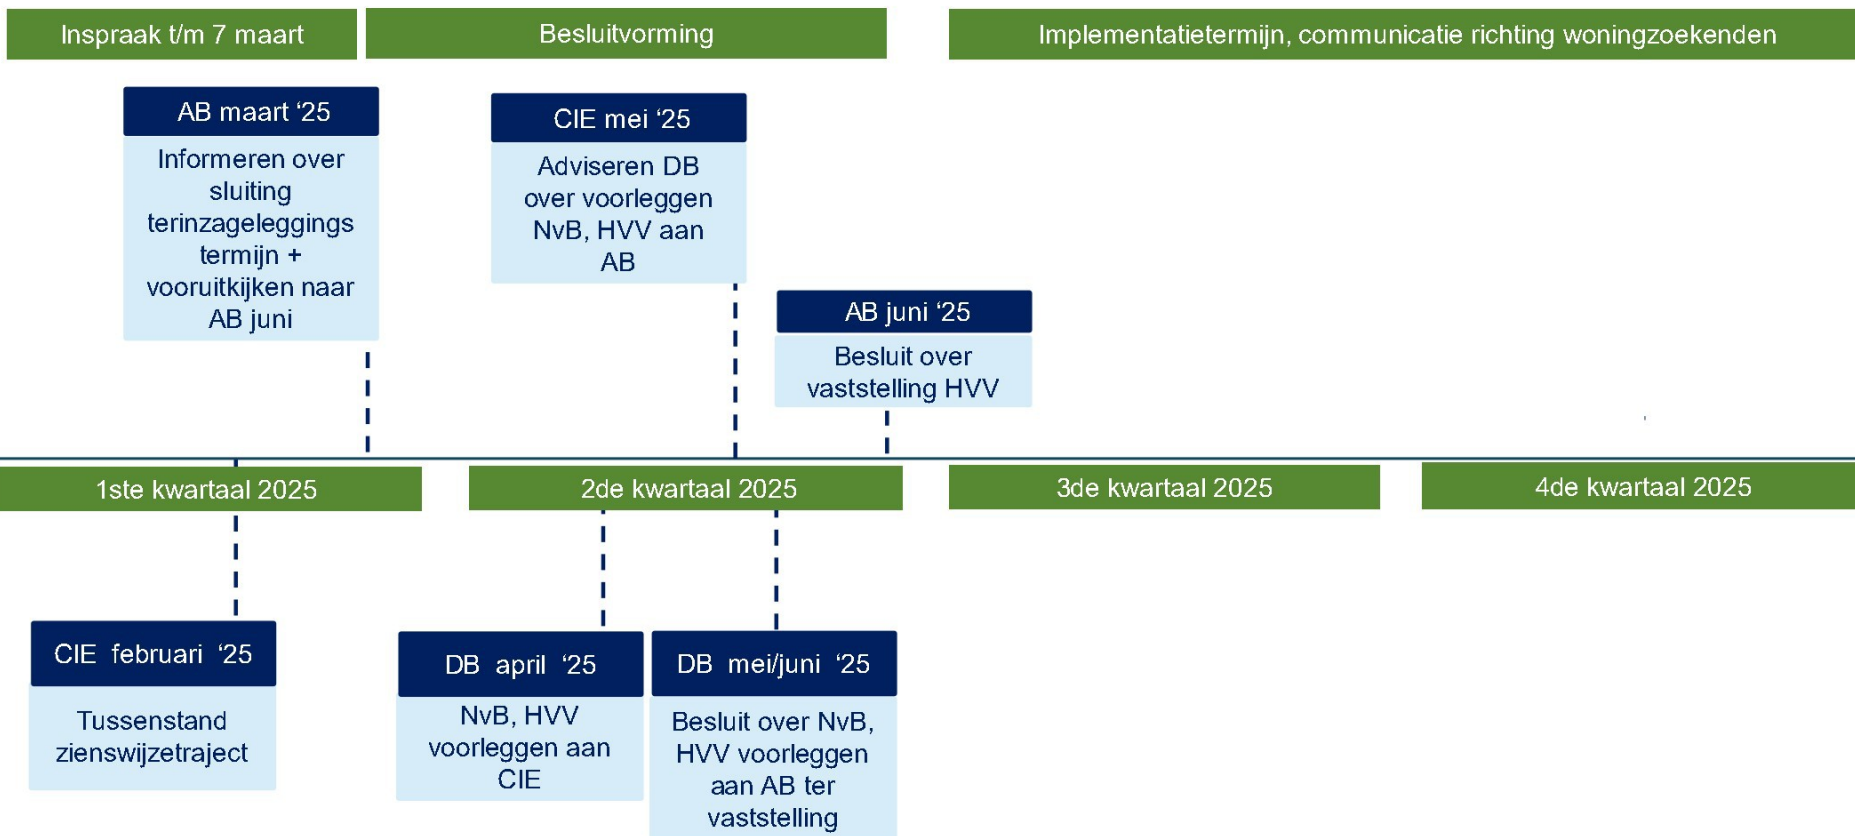 Inspraak t/m 7 maart
Besluitvorming
Implementatietermijn, communicatie richting woningzoekenden
AB maart ‘25
Informeren over
sluiting
terinzageleggings
termijn +
vooruitkijken naar
AB juni
CIE mei ‘25
Adviseren DB
over voorleggen
NvB, HVV aan
AB
AB juni ‘25
Besluit over
vaststelling HVV
1ste kwartaal 2025
2de kwartaal 2025
3de kwartaal 2025
4de kwartaal 2025
CIE februari ‘25
Tussenstand
zienswijzetraject
DB april ‘25
NvB, HVV
voorleggen aan
CIE
DB mei/juni ‘25
Besluit over NvB,
HVV voorleggen
aan AB ter
vaststelling